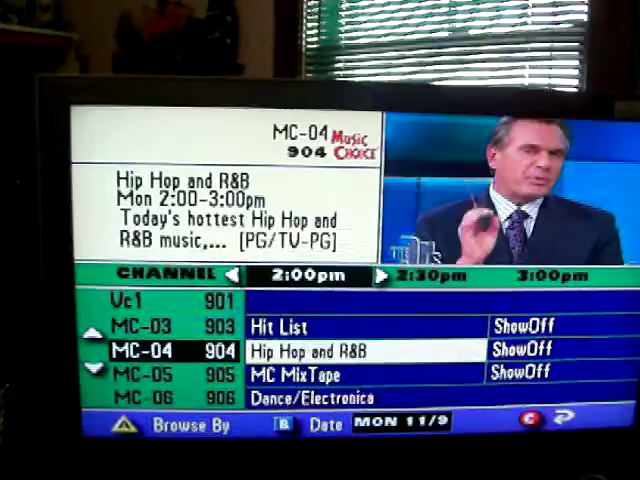 MC-04 Music
904 CHOICE
Hip Hop and R&B
Mon 2:00-3:00pm
Today's hottest Hip Hop and
R&B music,... [PG/TV-PG]
CHANNEL 2:00pm 2:30pm 3:00pm
Vc1 901
MC-03 903 Hit List ShowOff
MC-04 904 Hip Hop and R&B ShowOff
MC-05 905 MC MixTape ShowOff
MC-06 906 Dance/Electronica
A Browse By B Date MON 11/9 C